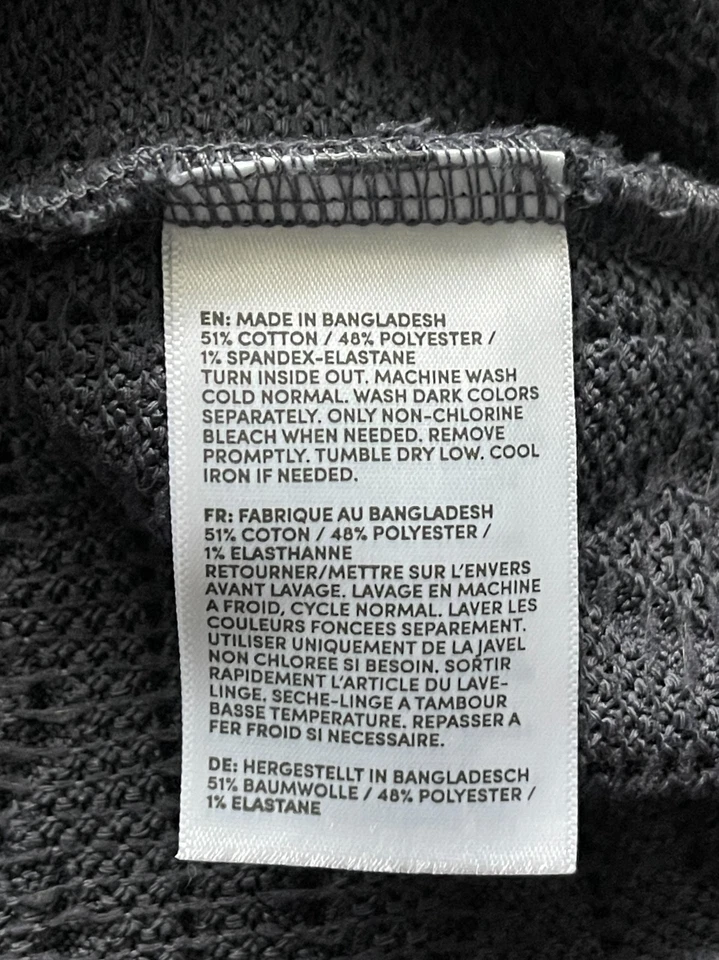 EN: MADE IN BANGLADESH
51% COTTON / 48% POLYESTER /
1% SPANDEX-ELASTANE
TURN INSIDE OUT. MACHINE WASH
COLD NORMAL. WASH DARK COLORS
SEPARATELY. ONLY NON-CHLORINE
BLEACH WHEN NEEDED. REMOVE
PROMPTLY. TUMBLE DRY LOW. COOL
IRON IF NEEDED.
FR: FABRIQUE AU BANGLADESH
51% COTON / 48% POLYESTER /
1% ELASTHANNE
RETOURNER/METTRE SUR L'ENVERS
AVANT LAVAGE. LAVAGE EN MACHINE
A FROID, CYCLE NORMAL. LAVER LES
COULEURS FONCEES SEPAREMENT.
UTILISER UNIQUEMENT DE LA JAVEL
NON CHLOREE SI BESOIN. SORTIR
RAPIDEMENT L'ARTICLE DU LAVE-
LINGE. SECHE-LINGE A TAMBOUR
BASSE TEMPERATURE. REPASSER A
FER FROID SI NECESSAIRE.
DE: HERGESTELLT IN BANGLADESCH
51% BAUMWOLLE / 48% POLYESTER /
1% ELASTANE